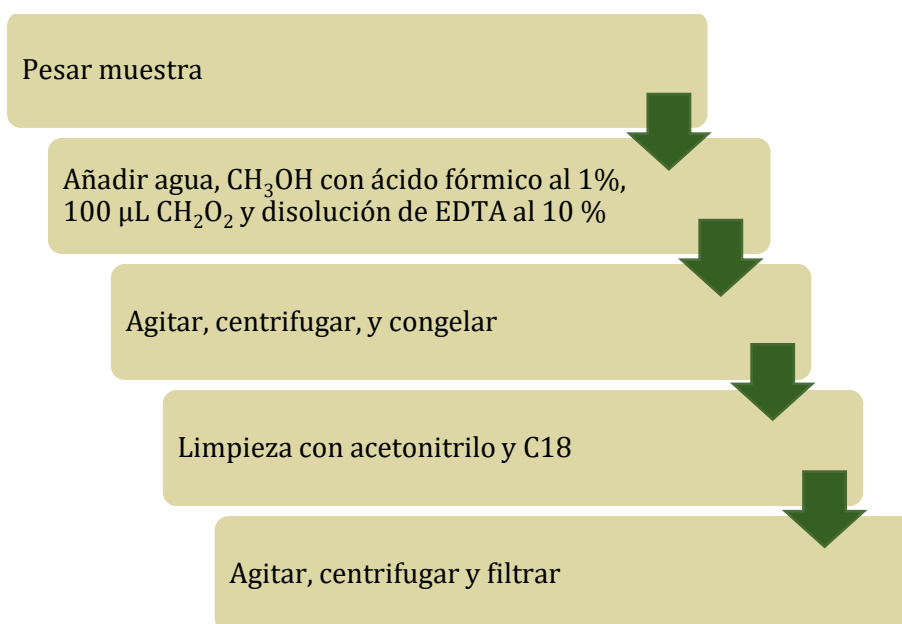 Pesar muestra
Añadir agua, CH₃OH con ácido fórmico al 1%,
100 µL CH₂O₂ y disolución de EDTA al 10 %
Agitar, centrifugar, y congelar
Limpieza con acetonitrilo y C18
Agitar, centrifugar y filtrar